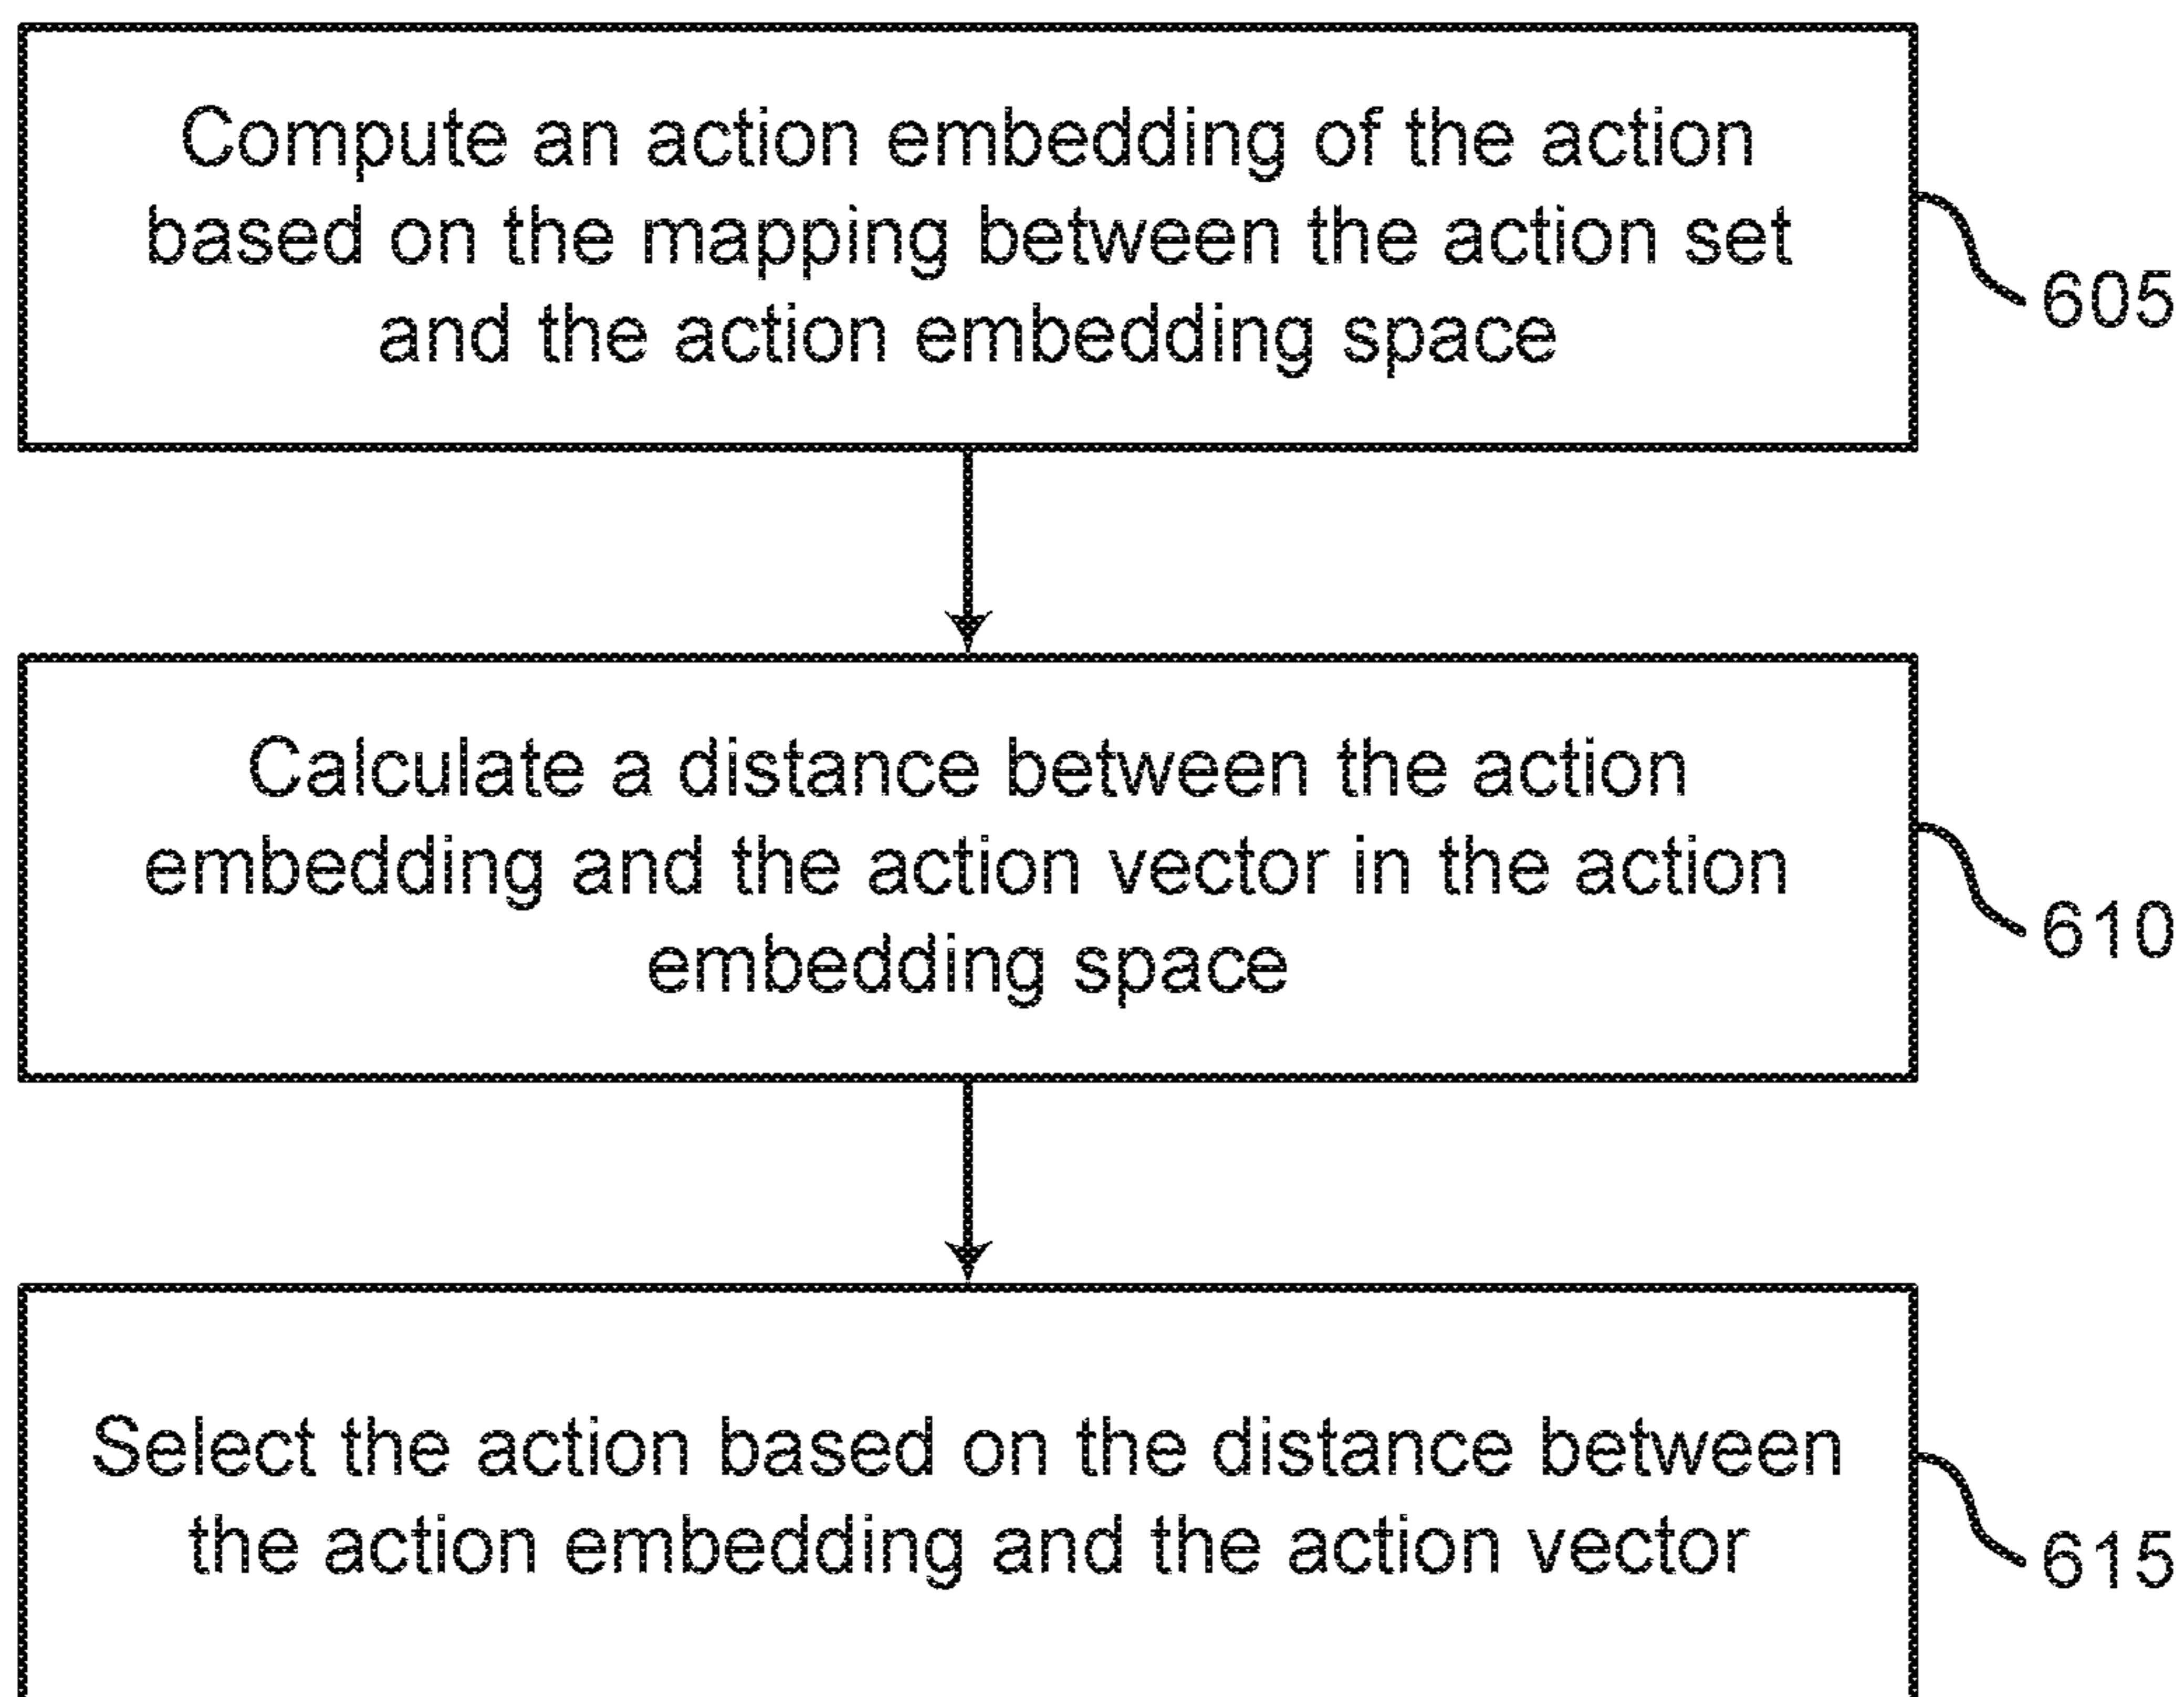 Compute an action embedding of the action
based on the mapping between the action set
and the action embedding space
605
Calculate a distance between the action
embedding and the action vector in the action
embedding space
610
Select the action based on the distance between
the action embedding and the action vector
615